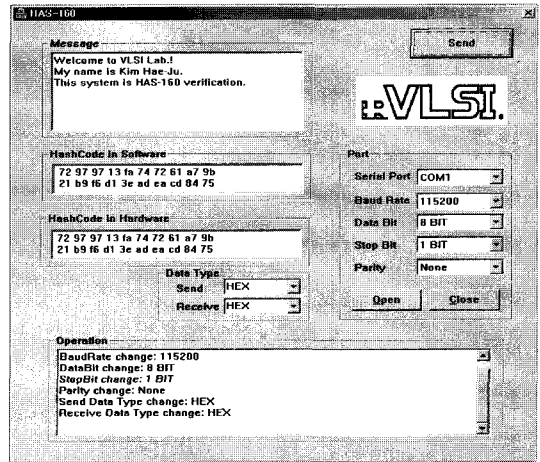 HAS-160
Message
Welcome to VLSI Lab.!
My name is Kim Hae-Ju.
This system is HAS-160 verification.
Send
VLSI.
HashCode In Software
72 97 97 13 fa 74 72 61 a7 9b
21 b9 f6 d1 3e ad ea cd 84 75
HashCode In Hardware
72 97 97 13 fa 74 72 61 a7 9b
21 b9 f6 d1 3e ad ea cd 84 75
Data Type
Send HEX
Receive HEX
Port
Serial Port COM1
Baud Rate 115200
Data Bit 8 BIT
Stop Bit 1 BIT
Parity None
Open Close
Operation
BaudRate change: 115200
DataBit change: 8 BIT
StopBit change: 1 BIT
Parity change: None
Send Data Type change: HEX
Receive Data Type change: HEX